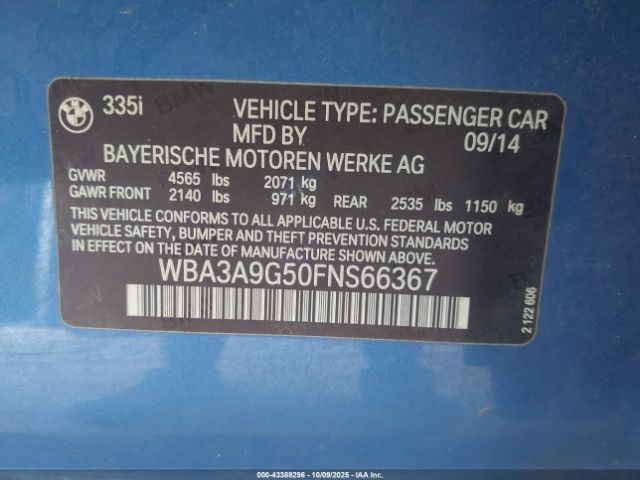 335i VEHICLE TYPE: PASSENGER CAR
MFD BY 09/14
BAYERISCHE MOTOREN WERKE AG
GVWR 4565 lbs 2071 kg
GAWR FRONT 2140 lbs 971 kg REAR 2535 lbs 1150 kg
THIS VEHICLE CONFORMS TO ALL APPLICABLE U.S. FEDERAL MOTOR
VEHICLE SAFETY, BUMPER AND THEFT PREVENTION STANDARDS
IN EFFECT ON THE DATE OF MANUFACTURE SHOWN ABOVE.
WBA3A9G50FNS66367
2 122 606
000-43388296 - 10/09/2025 - IAA Inc.